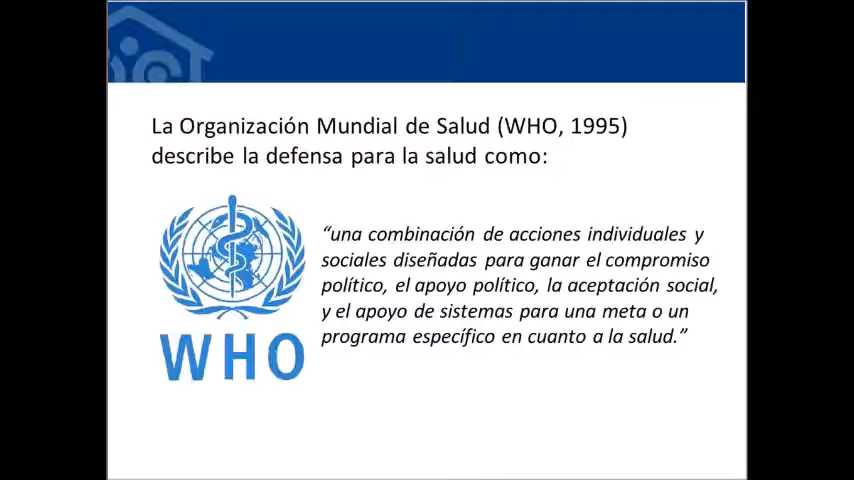 La Organización Mundial de Salud (WHO, 1995)
describe la defensa para la salud como:
“una combinación de acciones individuales y
sociales diseñadas para ganar el compromiso
político, el apoyo político, la aceptación social,
y el apoyo de sistemas para una meta o un
programa específico en cuanto a la salud.”
WHO